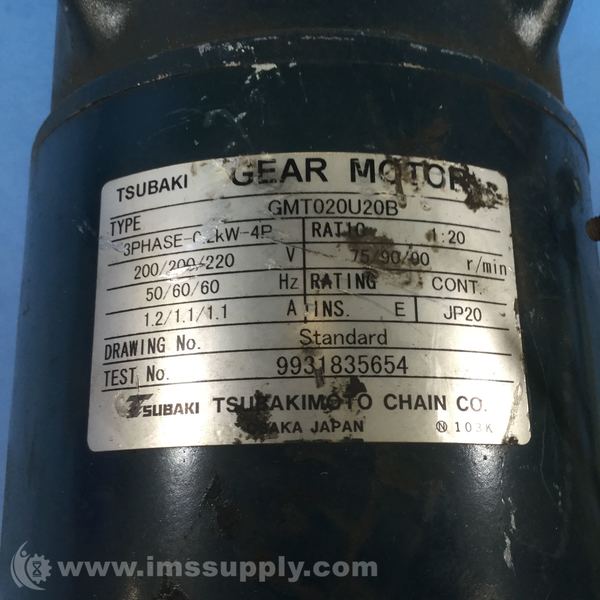 TSUBAKI GEAR MOTOR
TYPE GMT020U20B
3PHASE-0.2kW-4P RATIO 1:20
200/200/220 V 75/90/90 r/min
50/60/60 Hz RATING CONT.
1.2/1.1/1.1 A INS. E JP20
DRAWING No. Standard
TEST No. 9931835654
TSUBAKI TSUBAKIMOTO CHAIN CO.
OSAKA JAPAN Ⓝ 103K
www.imssupply.com